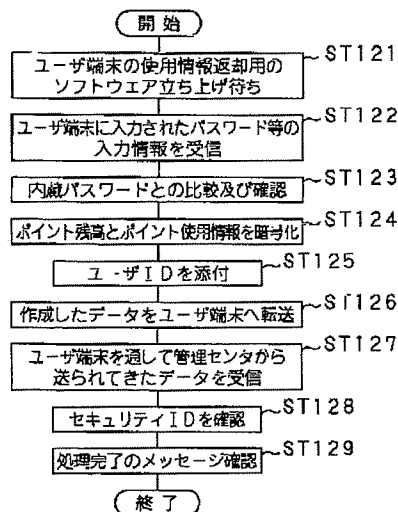 開 始
ユーザ端末の使用情報返却用の
ソフトウェア立ち上げ待ち
ST121
ユーザ端末に入力されたパスワード等の
入力情報を受信
ST122
内蔵パスワードとの比較及び確認
ST123
ポイント残高とポイント使用情報を暗号化
ST124
ユーザIDを添付
ST125
作成したデータをユーザ端末へ転送
ST126
ユーザ端末を通して管理センタから
送られてきたデータを受信
ST127
セキュリティIDを確認
ST128
処理完了のメッセージ確認
ST129
終 了